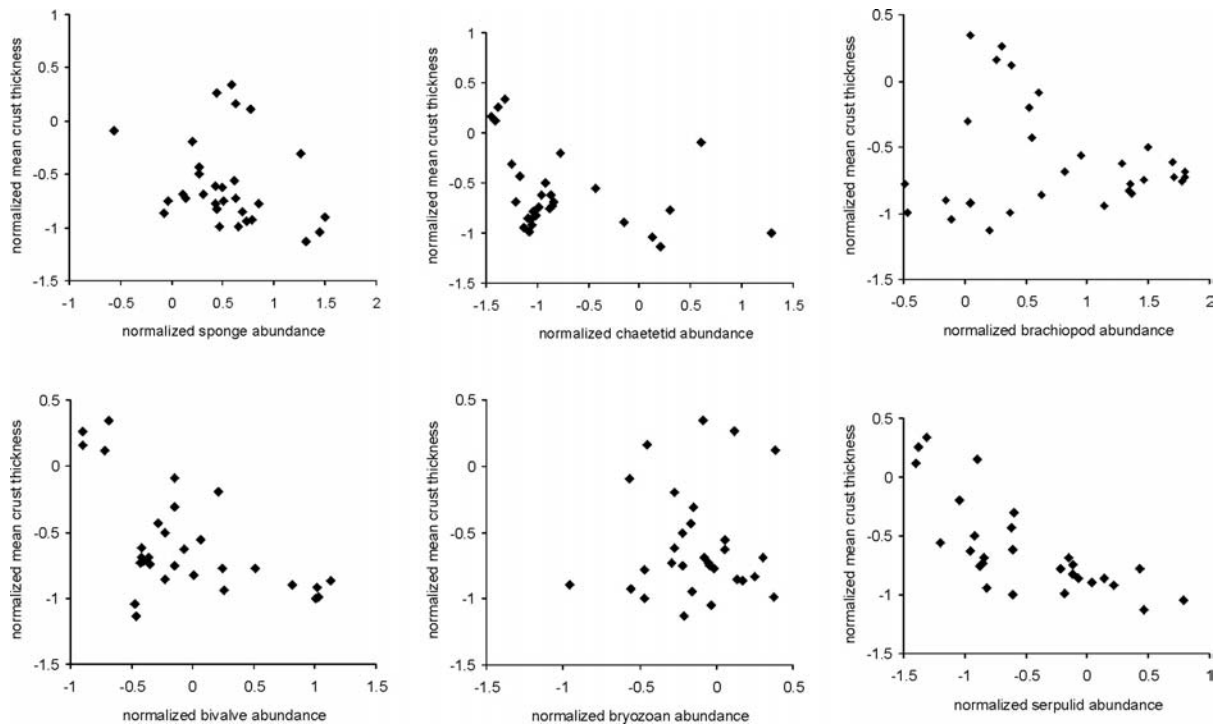 normalized mean crust thickness
1
0.5
0
-0.5
-1
-1.5
-1 -0.5 0 0.5 1 1.5 2
normalized sponge abundance
normalized mean crust thickness
1
0.5
0
-0.5
-1
-1.5
-1.5 -1 -0.5 0 0.5 1 1.5
normalized chaetetid abundance
normalized mean crust thickness
0.5
0
-0.5
-1
-1.5
-0.5 0 0.5 1 1.5 2
normalized brachiopod abundance
normalized mean crust thickness
0.5
0
-0.5
-1
-1.5
-1 -0.5 0 0.5 1 1.5
normalized bivalve abundance
normalized mean crust thickness
0.5
0
-0.5
-1
-1.5
-1.5 -1 -0.5 0 0.5
normalized bryozoan abundance
normalized mean crust thickness
0.5
0
-0.5
-1
-1.5
-1.5 -1 -0.5 0 0.5 1
normalized serpulid abundance